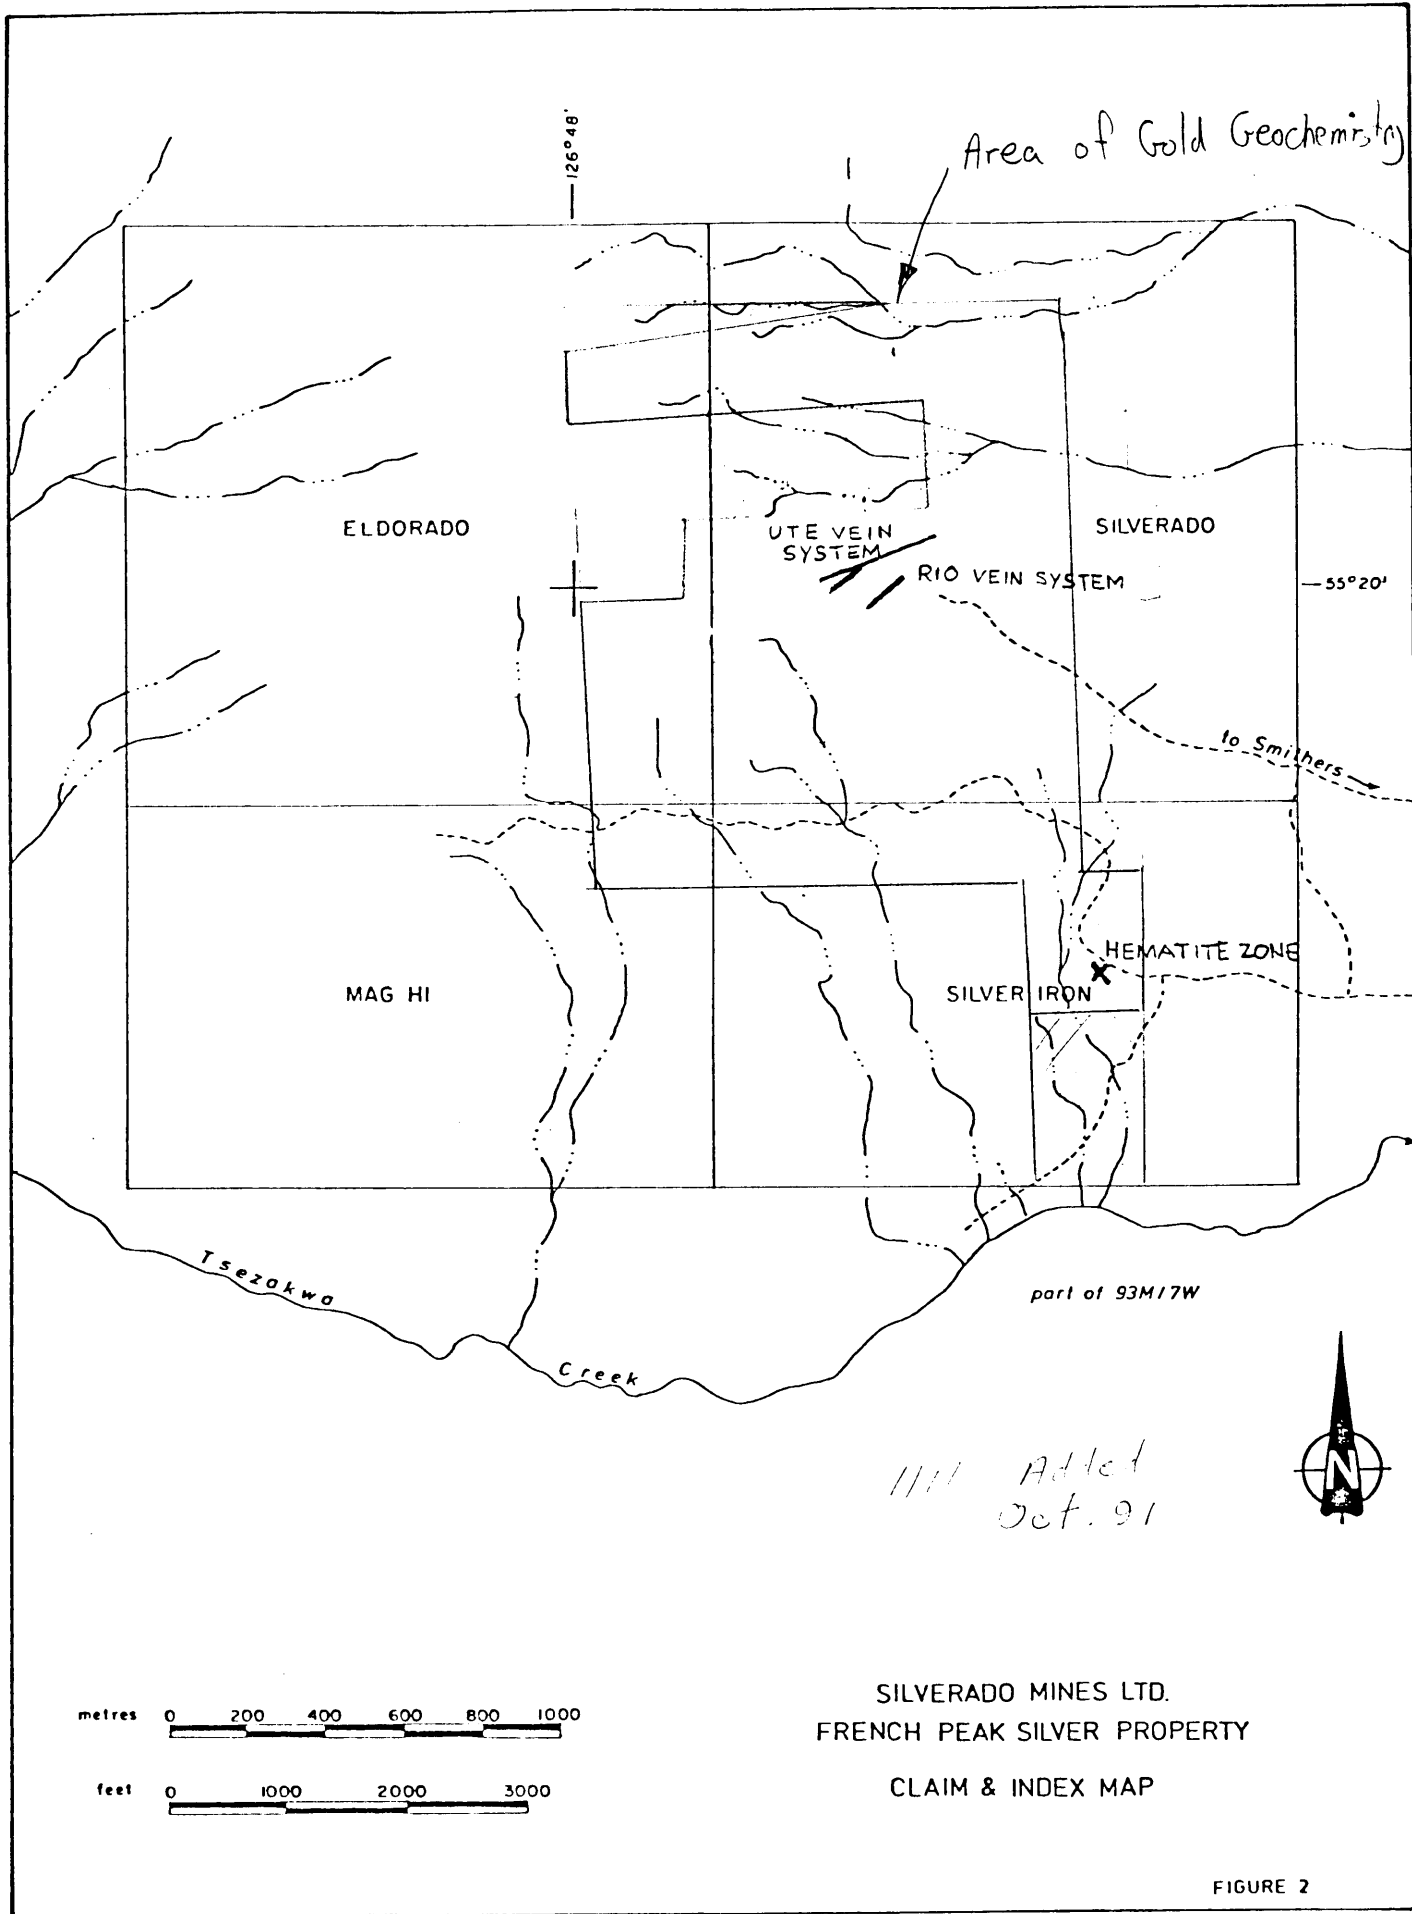 126°48'
Area of Gold Geochemistry
ELDORADO
UTE VEIN
SYSTEM
SILVERADO
RIO VEIN SYSTEM
55°20'
to Smithers
HEMATITE ZONE
MAG HI
SILVER IRON
Tsezakwa
Creek
part of 93M/7W
N
//// Added
Oct. 91
metres 0 200 400 600 800 1000
feet 0 1000 2000 3000
SILVERADO MINES LTD.
FRENCH PEAK SILVER PROPERTY
CLAIM & INDEX MAP
FIGURE 2